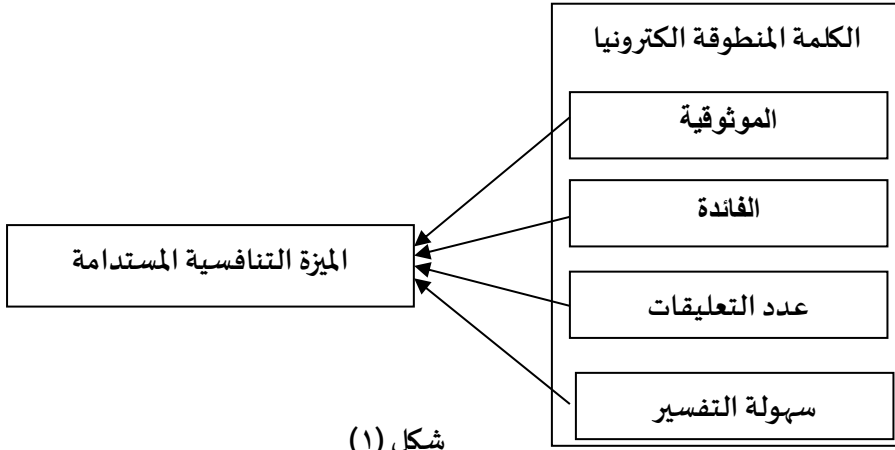 الكلمة المنطوقة الكترونيا
الموثوقية
الفائدة
الميزة التنافسية المستدامة
عدد التعليقات
سهولة التفسير
شكل (١)